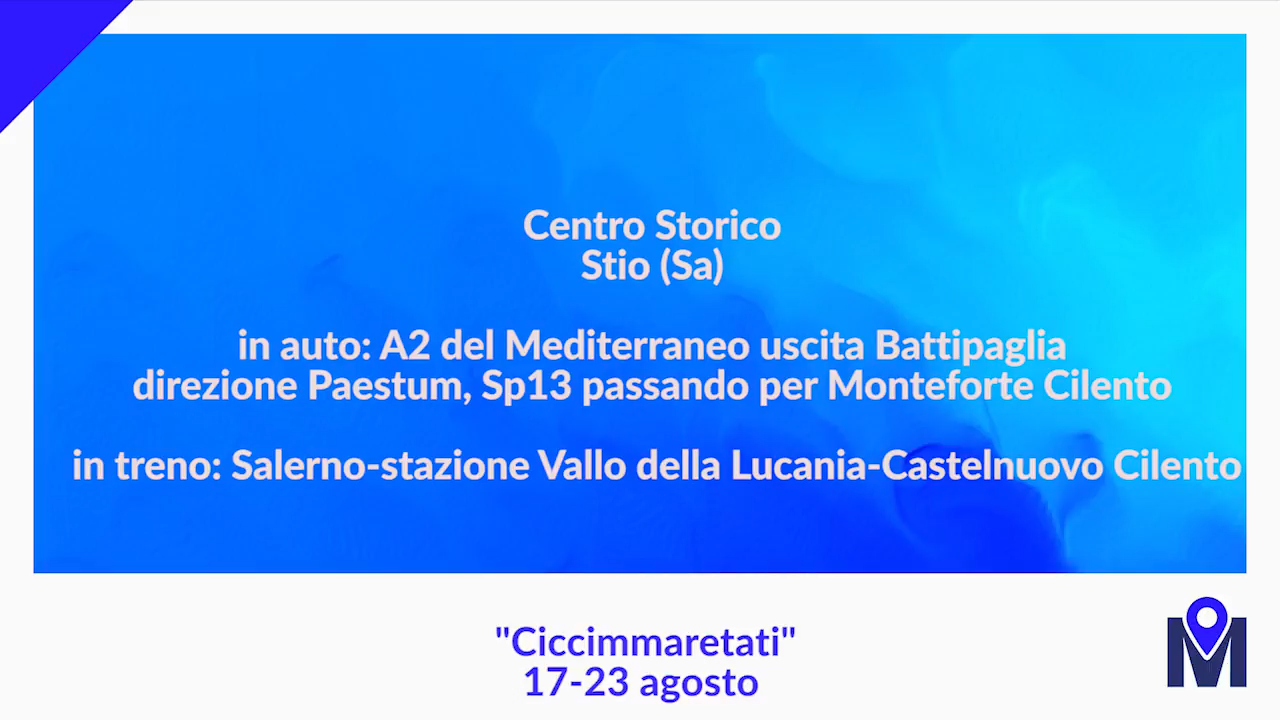 Centro Storico
Stio (Sa)
in auto: A2 del Mediterraneo uscita Battipaglia
direzione Paestum, Sp13 passando per Monteforte Cilento
in treno: Salerno-stazione Vallo della Lucania-Castelnuovo Cilento
"Ciccimmaretati"
17-23 agosto
M